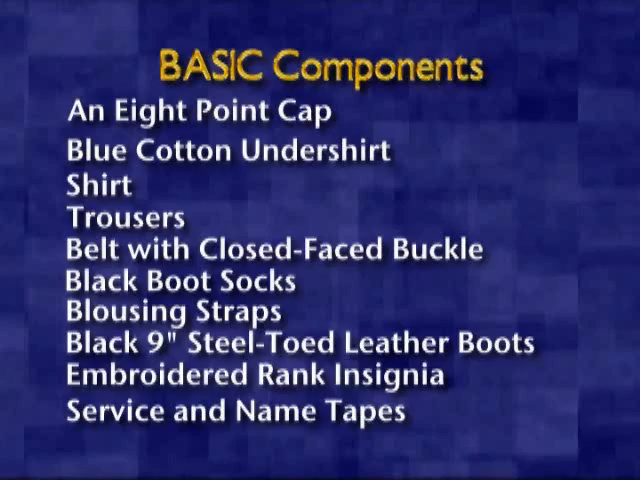 BASIC Components
An Eight Point Cap
Blue Cotton Undershirt
Shirt
Trousers
Belt with Closed-Faced Buckle
Black Boot Socks
Blousing Straps
Black 9" Steel-Toed Leather Boots
Embroidered Rank Insignia
Service and Name Tapes